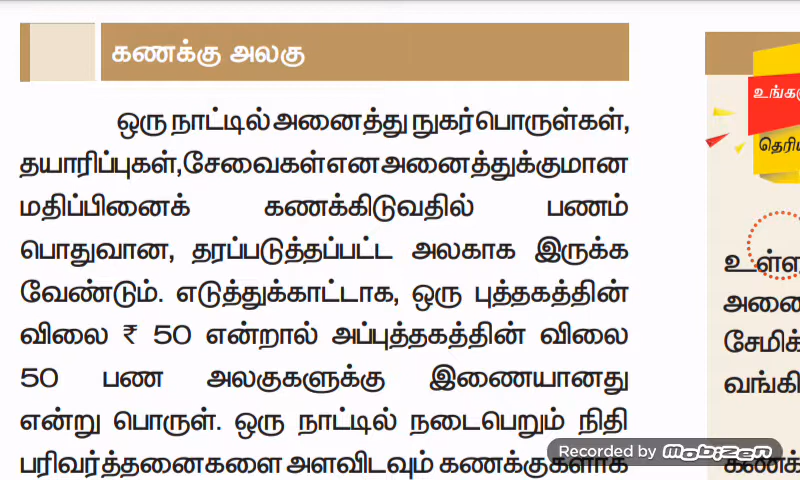 கணக்கு அலகு
ஒரு நாட்டில் அனைத்து நுகர்பொருள்கள்,
தயாரிப்புகள், சேவைகள் என அனைத்துக்குமான
மதிப்பினைக் கணக்கிடுவதில் பணம்
பொதுவான, தரப்படுத்தப்பட்ட அலகாக இருக்க
வேண்டும். எடுத்துக்காட்டாக, ஒரு புத்தகத்தின்
விலை ₹ 50 என்றால் அப்புத்தகத்தின் விலை
50 பண அலகுகளுக்கு இணையானது
என்று பொருள். ஒரு நாட்டில் நடைபெறும் நிதி
பரிவர்த்தனைகளை அளவிடவும் கணக்குகளாக
Recorded by MOBIZEN